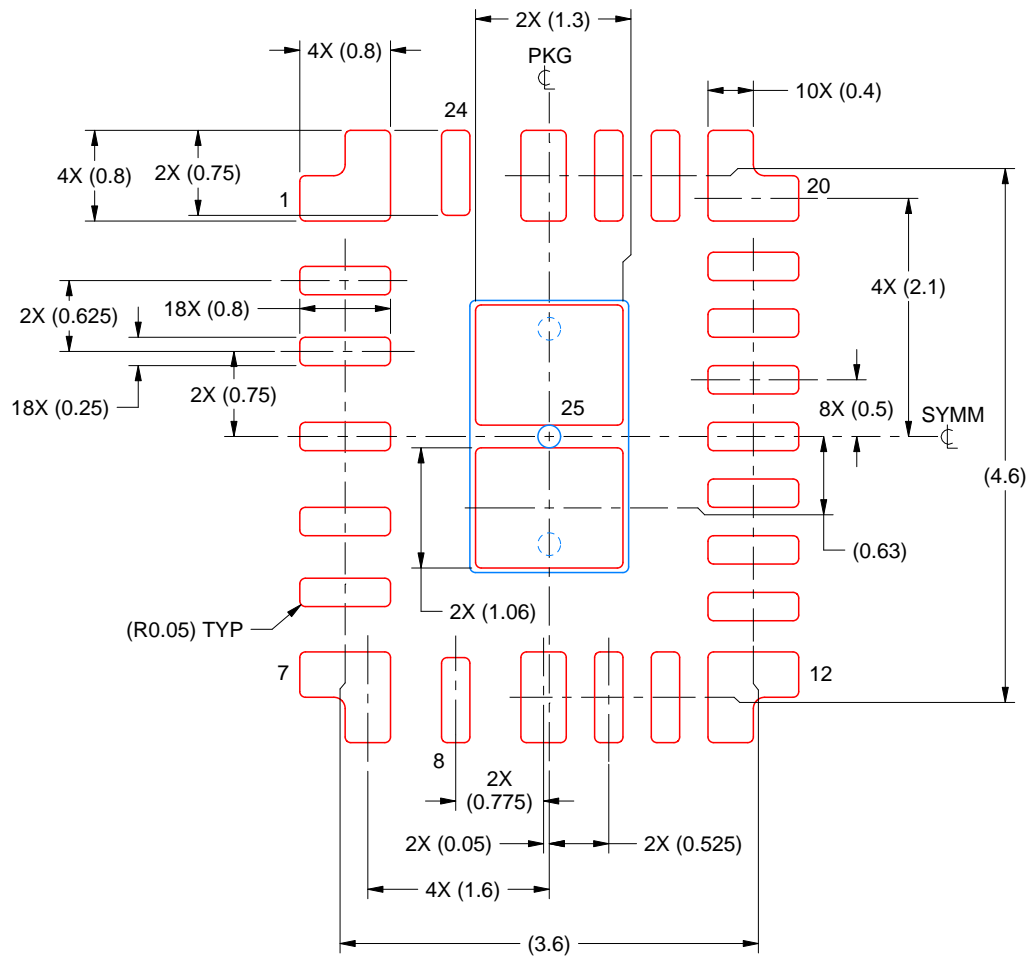 2X (1.3)
4X (0.8)
PKG
10X (0.4)
24
4X (0.8)
2X (0.75)
1
20
4X (2.1)
2X (0.625)
18X (0.8)
18X (0.25)
2X (0.75)
25
8X (0.5)
SYMM
(4.6)
(0.63)
2X (1.06)
(R0.05) TYP
7
12
8
2X
(0.775)
2X (0.05)
2X (0.525)
4X (1.6)
(3.6)